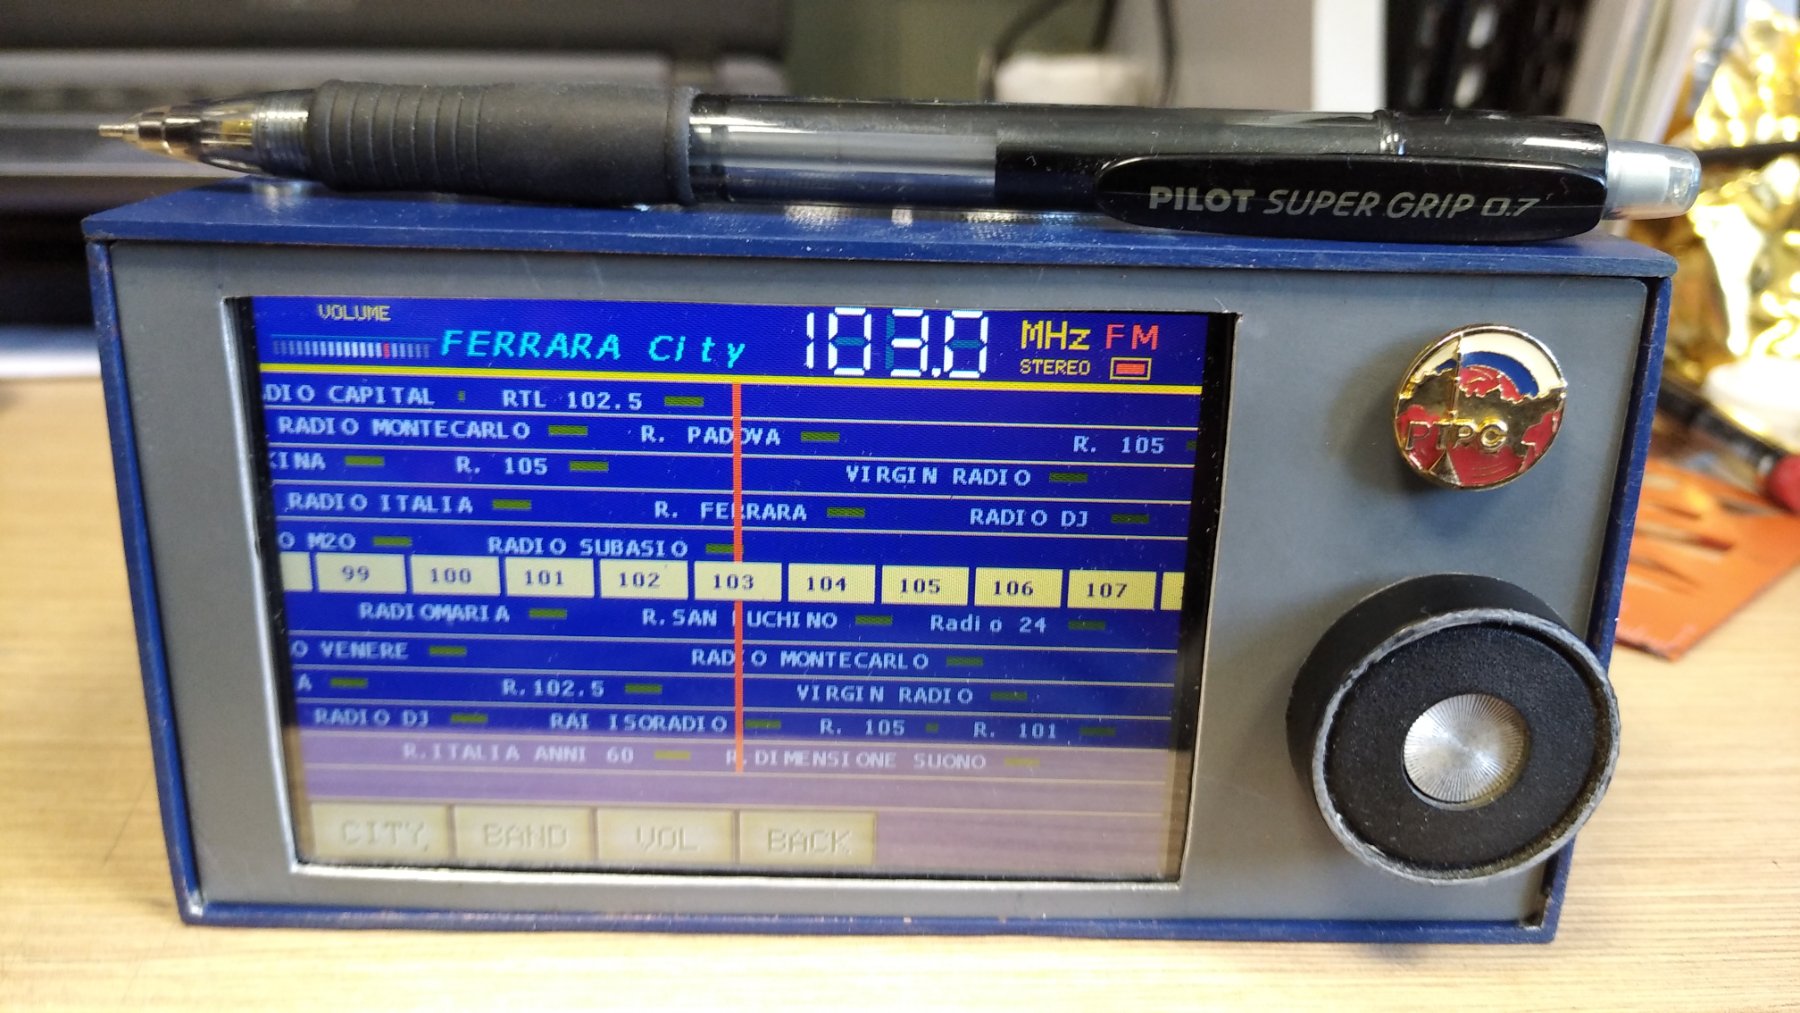 PILOT SUPER GRIP 0.7
VOLUME
FERRARA City 103.0 MHz FM
STEREO
DIO CAPITAL RTL 102.5
RADIO MONTECARLO R. PADOVA R. 105
KINA R. 105 VIRGIN RADIO
RADIO ITALIA R. FERRARA RADIO DJ
O M2O RADIO SUBASIO
99 100 101 102 103 104 105 106 107
RADIOMARIA R.SAN LUCHINO Radio 24
O VENERE RADIO MONTECARLO
A R.102.5 VIRGIN RADIO
RADIO DJ RAI ISORADIO R. 105 R. 101
R.ITALIA ANNI 60 R.DIMENSIONE SUONO
CITY BAND VOL BACK
РТРС